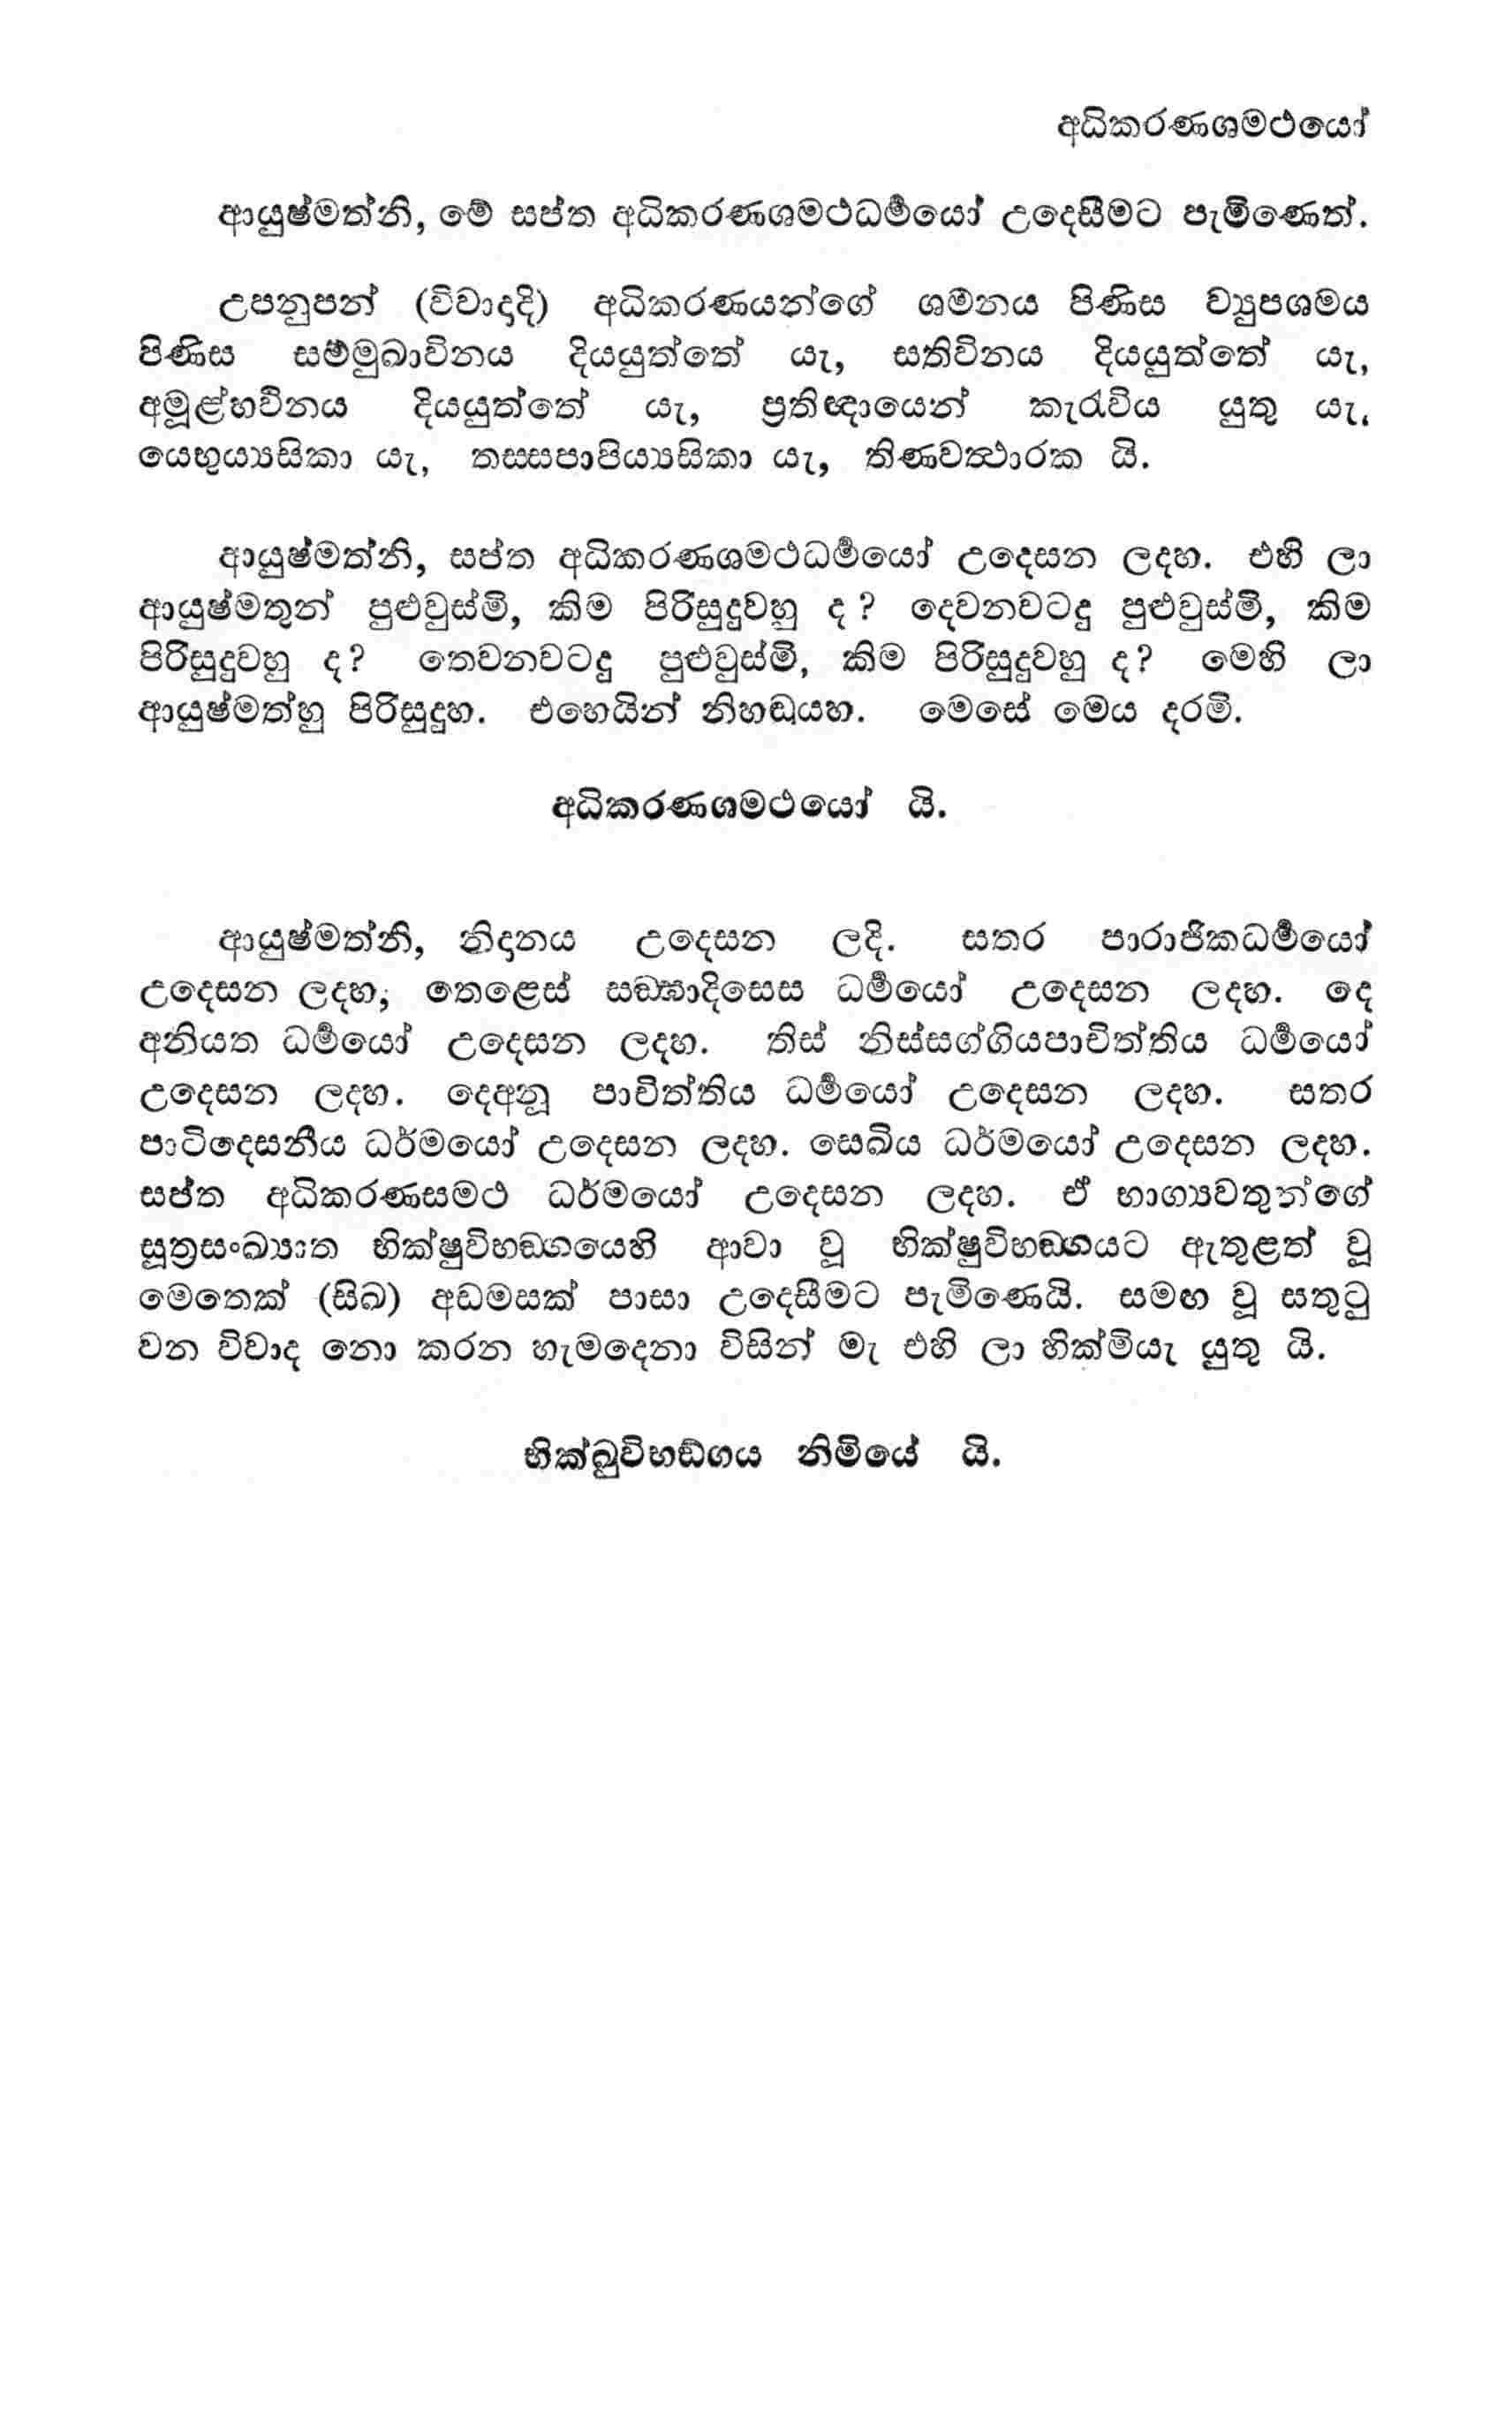 අධිකරණශමථයෝ
ආයුෂ්මත්නි, මේ සප්ත අධිකරණශමථධර්‍මයෝ උදෙසීමට පැමිණෙත්.
උපනුපන් (විවාදාදි) අධිකරණයන්ගේ ශමනය පිණිස ව්‍යුපශමය
පිණිස සම්මුඛාවිනය දියයුත්තේ යැ, සතිවිනය දියයුත්තේ යැ,
අමූළ්හවිනය දියයුත්තේ යැ, ප්‍රතිඥායෙන් කැරැවිය යුතු යැ,
යෙභුය්‍යසිකා යැ, තස්සපාපිය්‍යසිකා යැ, තිණවත්‍ථාරක යි.
ආයුෂ්මත්නි, සප්ත අධිකරණශමථධර්‍මයෝ උදෙසන ලදහ. එහි ලා
ආයුෂ්මතුන් පුළුවුස්මි, කිම පිරිසුදුවහු ද? දෙවනවටදු පුළුවුස්මි, කිම
පිරිසුදුවහු ද? තෙවනවටදු පුළුවුස්මි, කිම පිරිසුදුවහු ද? මෙහි ලා
ආයුෂ්මත්හු පිරිසුදුහ. එහෙයින් නිහඬයහ. මෙසේ මෙය දරමි.
අධිකරණශමථයෝ යි.
ආයුෂ්මත්නි, නිදානය උදෙසන ලදි. සතර පාරාජිකධර්‍මයෝ
උදෙසන ලදහ, තෙළෙස් සඞ්ඝාදිසෙස ධර්‍මයෝ උදෙසන ලදහ. දෙ
අනියත ධර්‍මයෝ උදෙසන ලදහ. තිස් නිස්සග්ගියපාචිත්තිය ධර්‍මයෝ
උදෙසන ලදහ. දෙඅනූ පාචිත්තිය ධර්‍මයෝ උදෙසන ලදහ. සතර
පාටිදෙසනීය ධර්මයෝ උදෙසන ලදහ. සෙඛිය ධර්මයෝ උදෙසන ලදහ.
සප්ත අධිකරණසමථ ධර්මයෝ උදෙසන ලදහ. ඒ භාග්‍යවතුන්ගේ
සූත්‍රසංඛ්‍යාත භික්ෂුවිභඞ්ගයෙහි ආවා වූ භික්ෂුවිභඞ්ගයට ඇතුළත් වූ
මෙතෙක් (සිඛ) අඩමසක් පාසා උදෙසීමට පැමිණෙයි. සමඟ වූ සතුටු
වන විවාද නො කරන හැමදෙනා විසින් මැ එහි ලා හික්මියැ යුතු යි.
භික්ඛුවිභඞ්ගය නිමියේ යි.